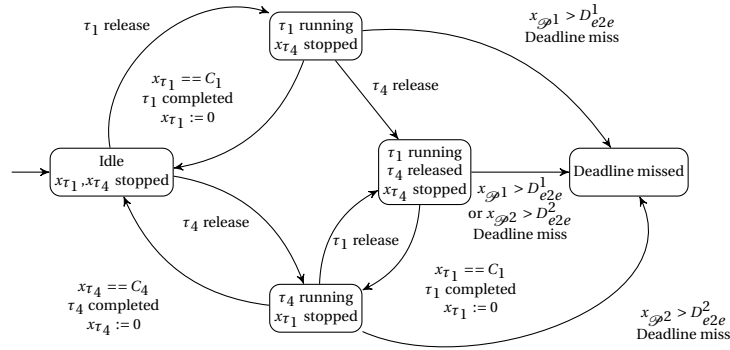 τ1 release
τ1 running
xτ4 stopped
x𝒫1 > D1e2e
Deadline miss
xτ1 == C1
τ1 completed
xτ1 := 0
τ4 release
Idle
xτ1 ,xτ4 stopped
τ1 running
τ4 released
xτ4 stopped
Deadline missed
x𝒫1 > D1e2e
or x𝒫2 > D2e2e
Deadline miss
τ4 release
τ1 release
xτ4 == C4
τ4 completed
xτ4 := 0
τ4 running
xτ1 stopped
xτ1 == C1
τ1 completed
xτ1 := 0
x𝒫2 > D2e2e
Deadline miss